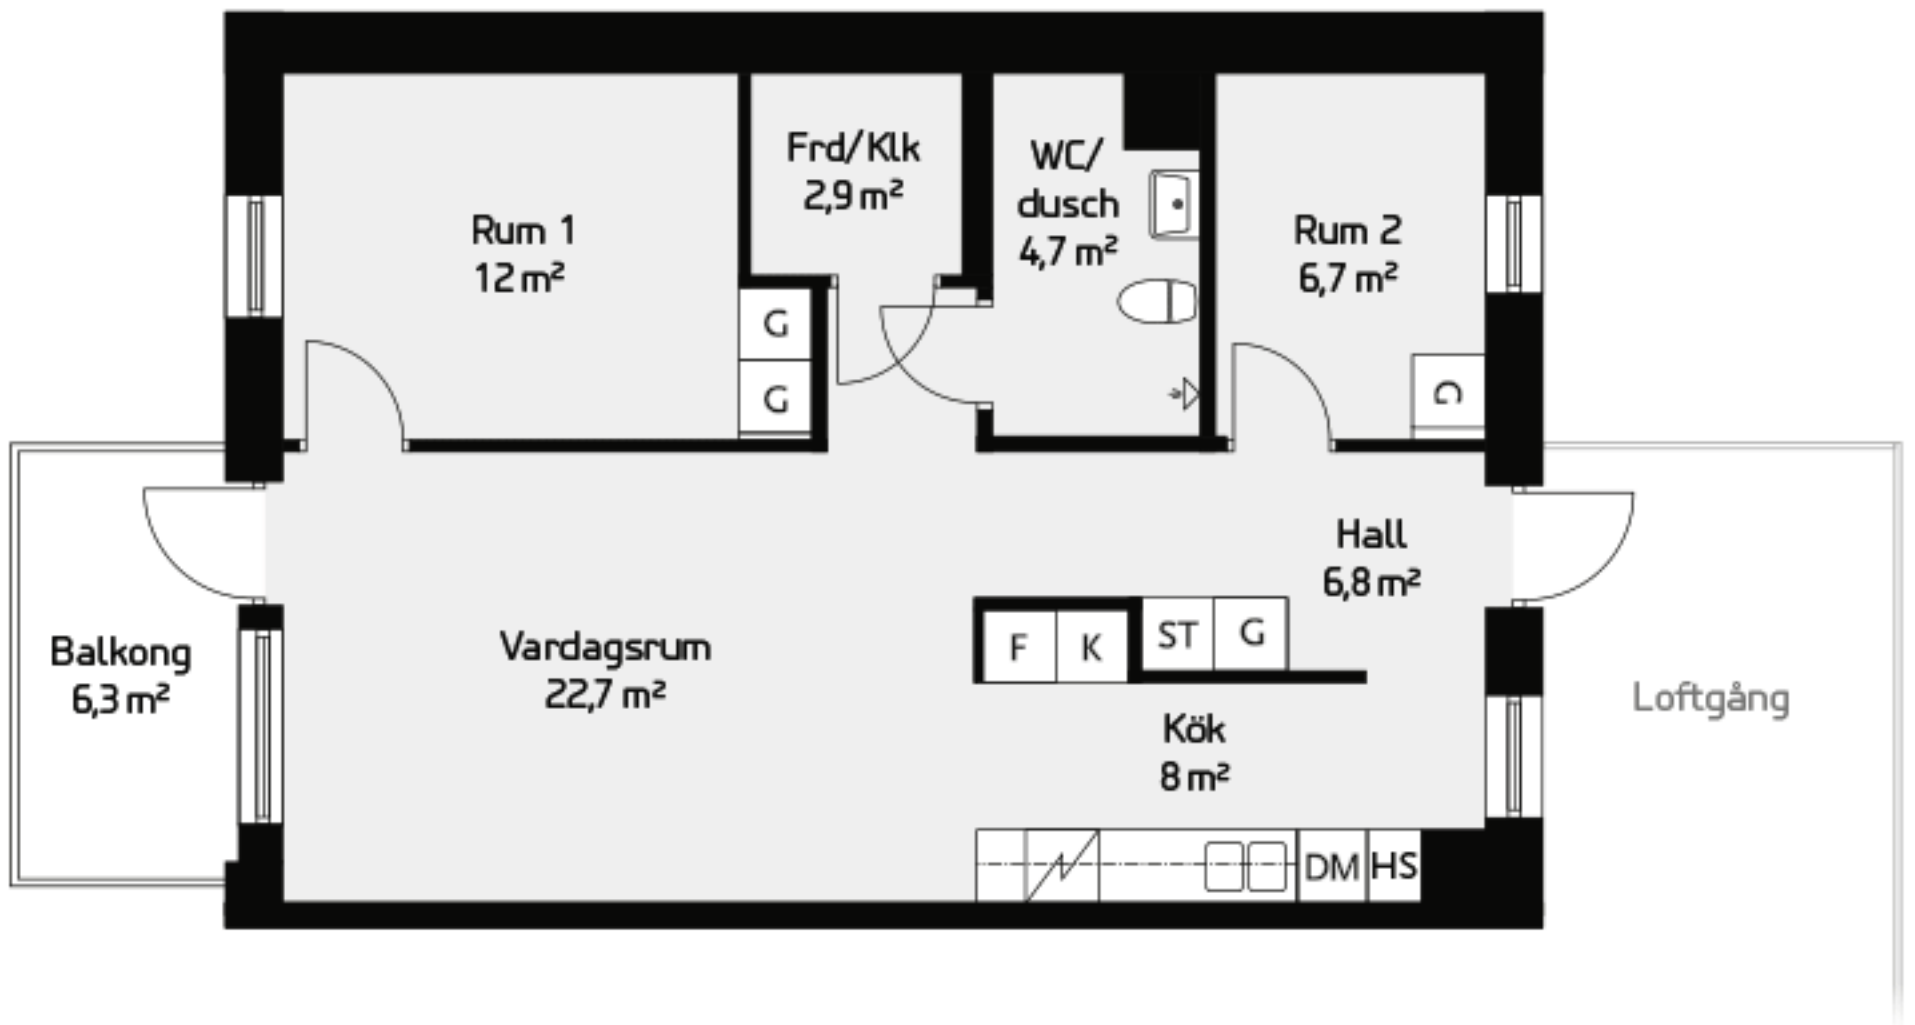 Frd/Klk
2,9 m²
WC/
dusch
4,7 m²
Rum 1
12 m²
Rum 2
6,7 m²
G
G
G
Hall
6,8 m²
Balkong
6,3 m²
Vardagsrum
22,7 m²
F
K
ST
G
Loftgång
Kök
8 m²
DM
HS